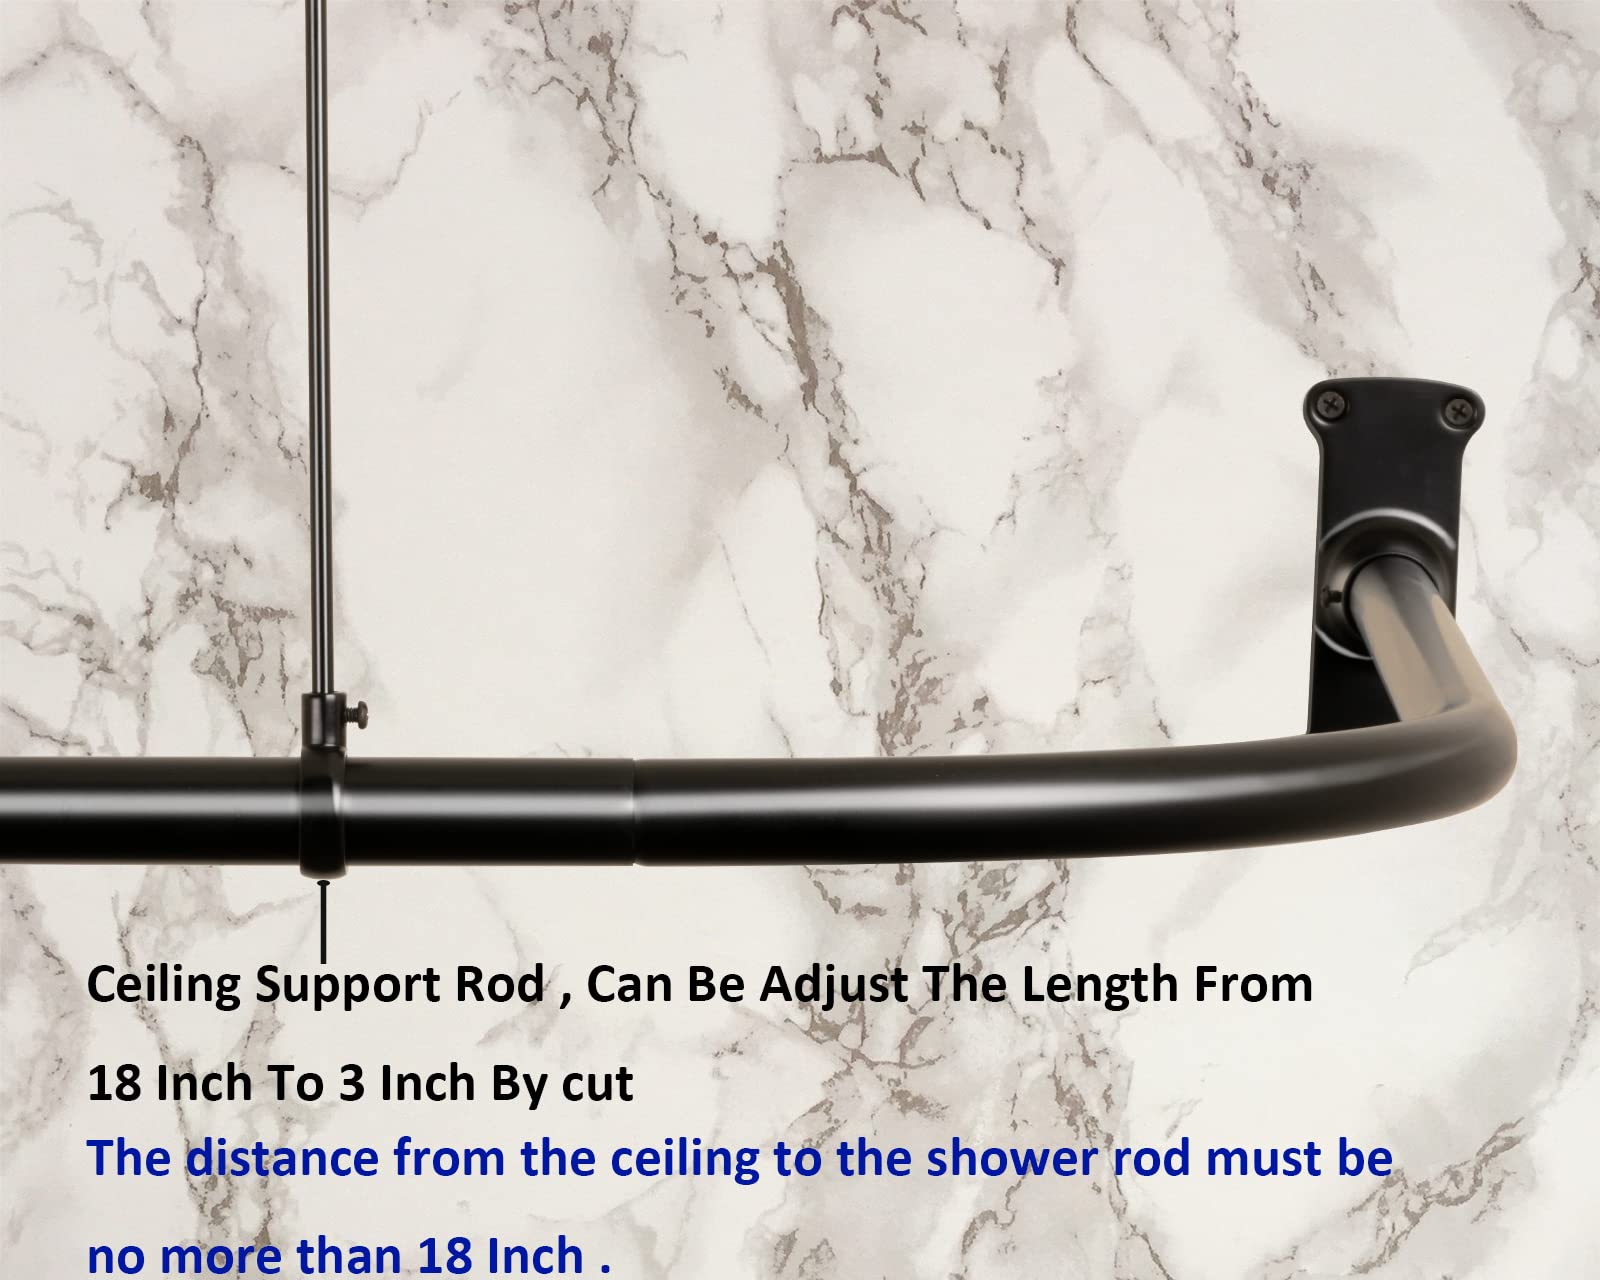 Ceiling Support Rod , Can Be Adjust The Length From
18 Inch To 3 Inch By cut
The distance from the ceiling to the shower rod must be
no more than 18 Inch .